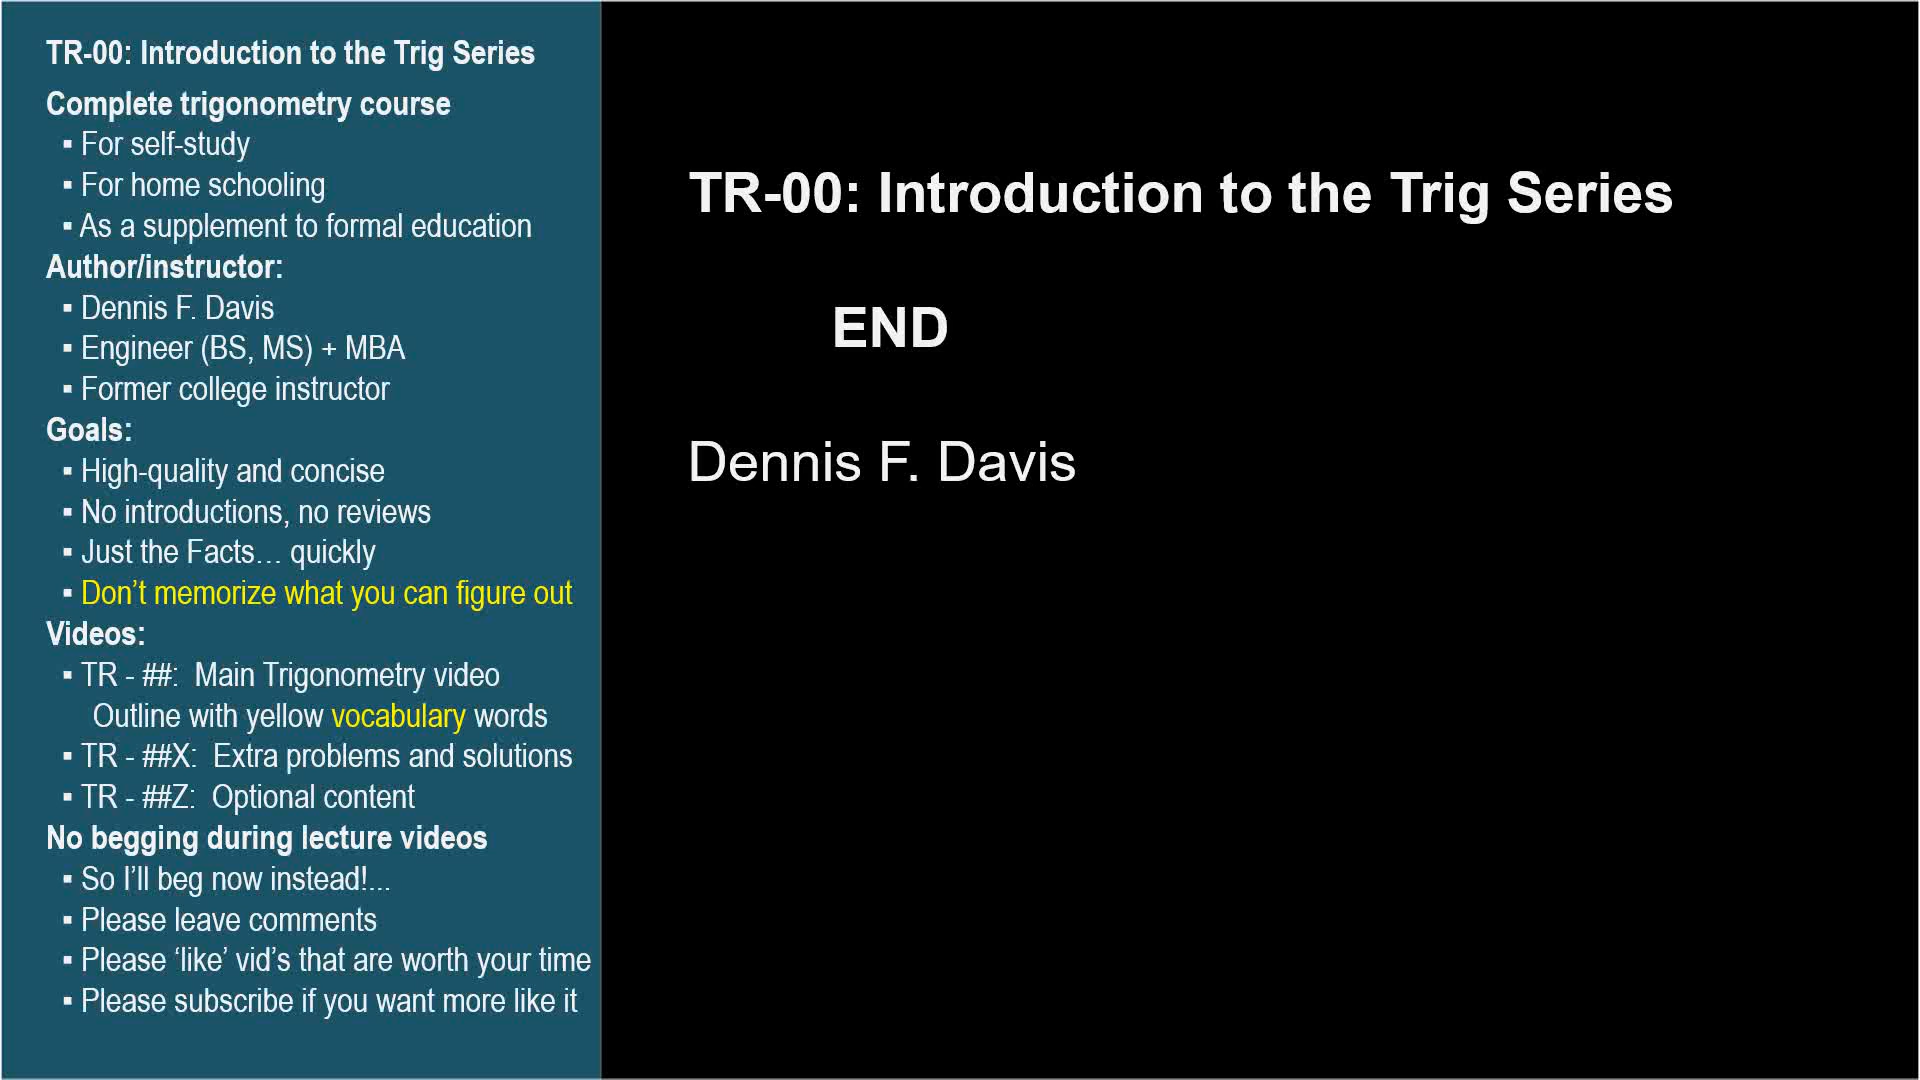 TR-00: Introduction to the Trig Series
Complete trigonometry course
▪ For self-study
▪ For home schooling
▪ As a supplement to formal education
Author/instructor:
▪ Dennis F. Davis
▪ Engineer (BS, MS) + MBA
▪ Former college instructor
Goals:
▪ High-quality and concise
▪ No introductions, no reviews
▪ Just the Facts… quickly
▪ Don’t memorize what you can figure out
Videos:
▪ TR - ##:  Main Trigonometry video
Outline with yellow vocabulary words
▪ TR - ##X:  Extra problems and solutions
▪ TR - ##Z:  Optional content
No begging during lecture videos
▪ So I’ll beg now instead!...
▪ Please leave comments
▪ Please ‘like’ vid’s that are worth your time
▪ Please subscribe if you want more like it
TR-00: Introduction to the Trig Series
END
Dennis F. Davis